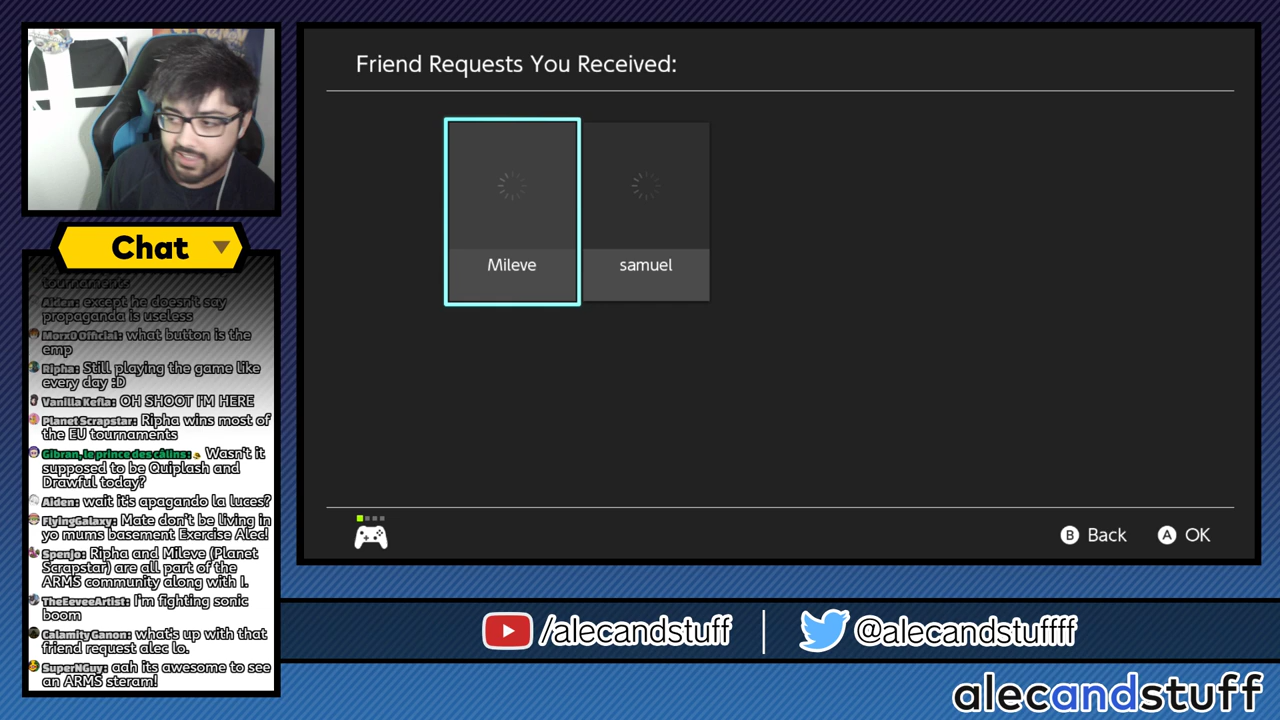 Friend Requests You Received:
Mileve
samuel
Back
OK
Chat
tournaments
Aiden: except he doesn't say
propaganda is useless
MorxO Official: what button is the
emp
Ripha: Still playing the game like
every day :D
Vanilla Kefla: OH SHOOT I'M HERE
Planet Scrapstar: Ripha wins most of
the EU tournaments
Gibran, le prince des câlins: Wasn't it
supposed to be Quiplash and
Drawful today?
Aiden: wait it's apagando la luces?
FlyingGalaxy: Mate don't be living in
yo mums basement Exercise Alec!
Spenjo: Ripha and Mileve (Planet
Scrapstar) are all part of the
ARMS community along with I.
TheEeveeArtist: I'm fighting sonic
boom
Calamity Ganon: what's up with that
friend request alec lo.
SuperNGuy: aah its awesome to see
an ARMS steram!
/alecandstuff
@alecandstuffff
alecandstuff